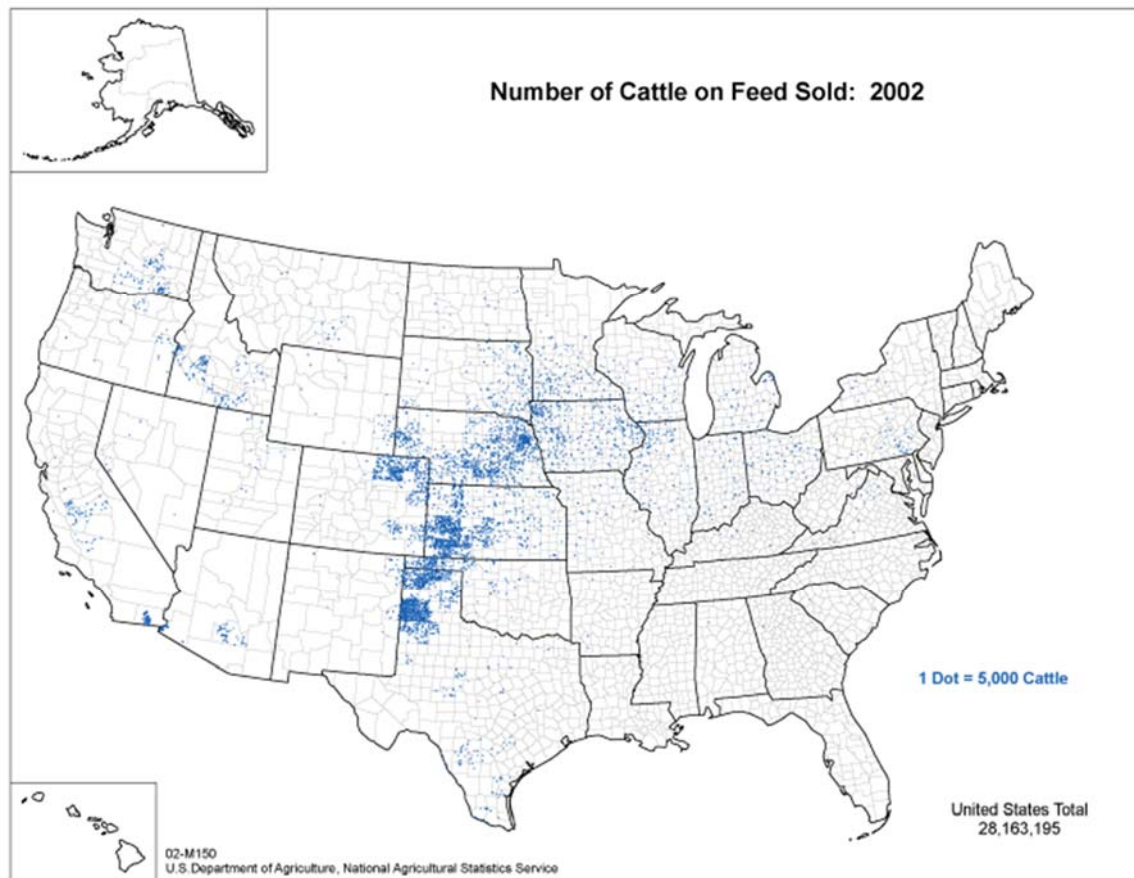 Number of Cattle on Feed Sold: 2002
1 Dot = 5,000 Cattle
United States Total
28,163,195
02-M150
U.S.Department of Agriculture, National Agricultural Statistics Service